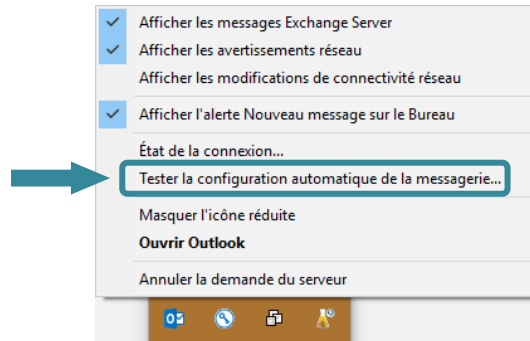 Afficher les messages Exchange Server
Afficher les avertissements réseau
Afficher les modifications de connectivité réseau
Afficher l'alerte Nouveau message sur le Bureau
État de la connexion...
Tester la configuration automatique de la messagerie...
Masquer l'icône réduite
Ouvrir Outlook
Annuler la demande du serveur